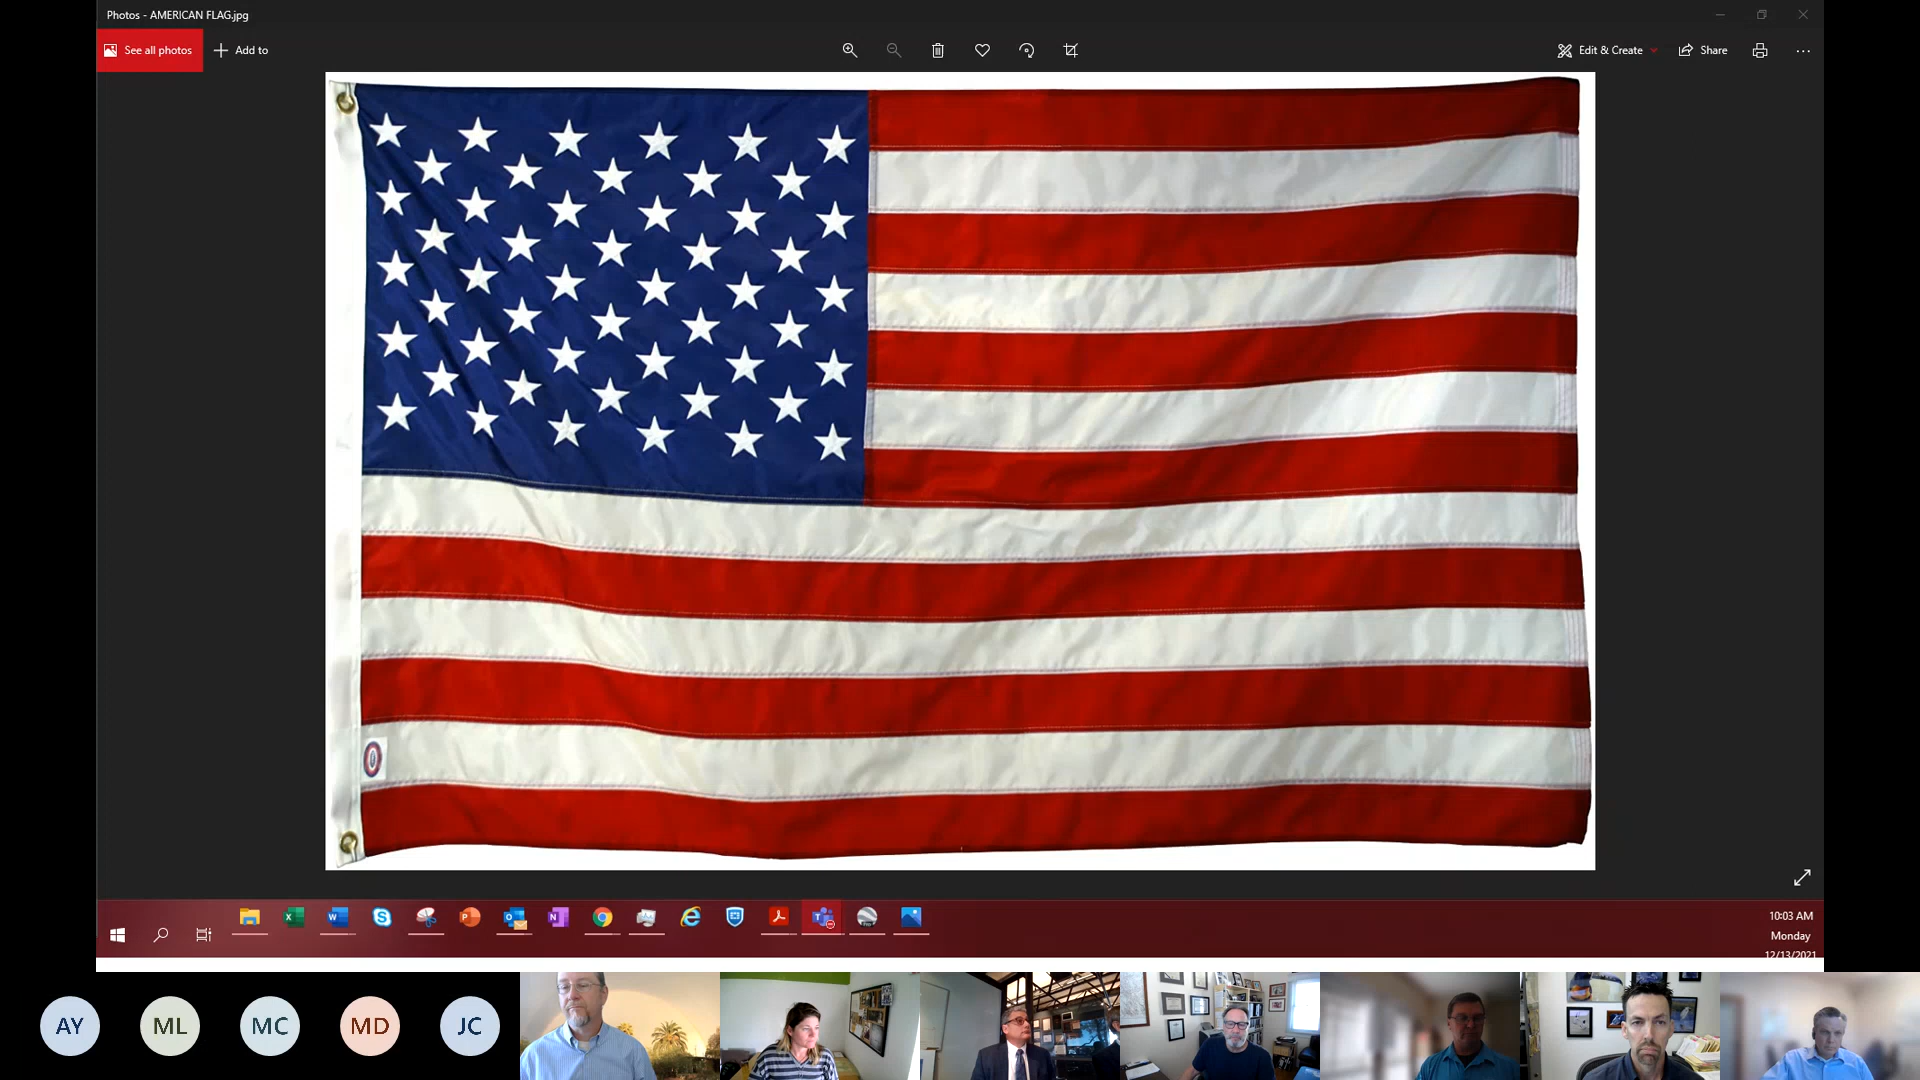 Photos - AMERICAN FLAG.jpg
See all photos
Add to
Edit & Create
Share
10:03 AM
Monday
12/13/2021
AY
ML
MC
MD
JC